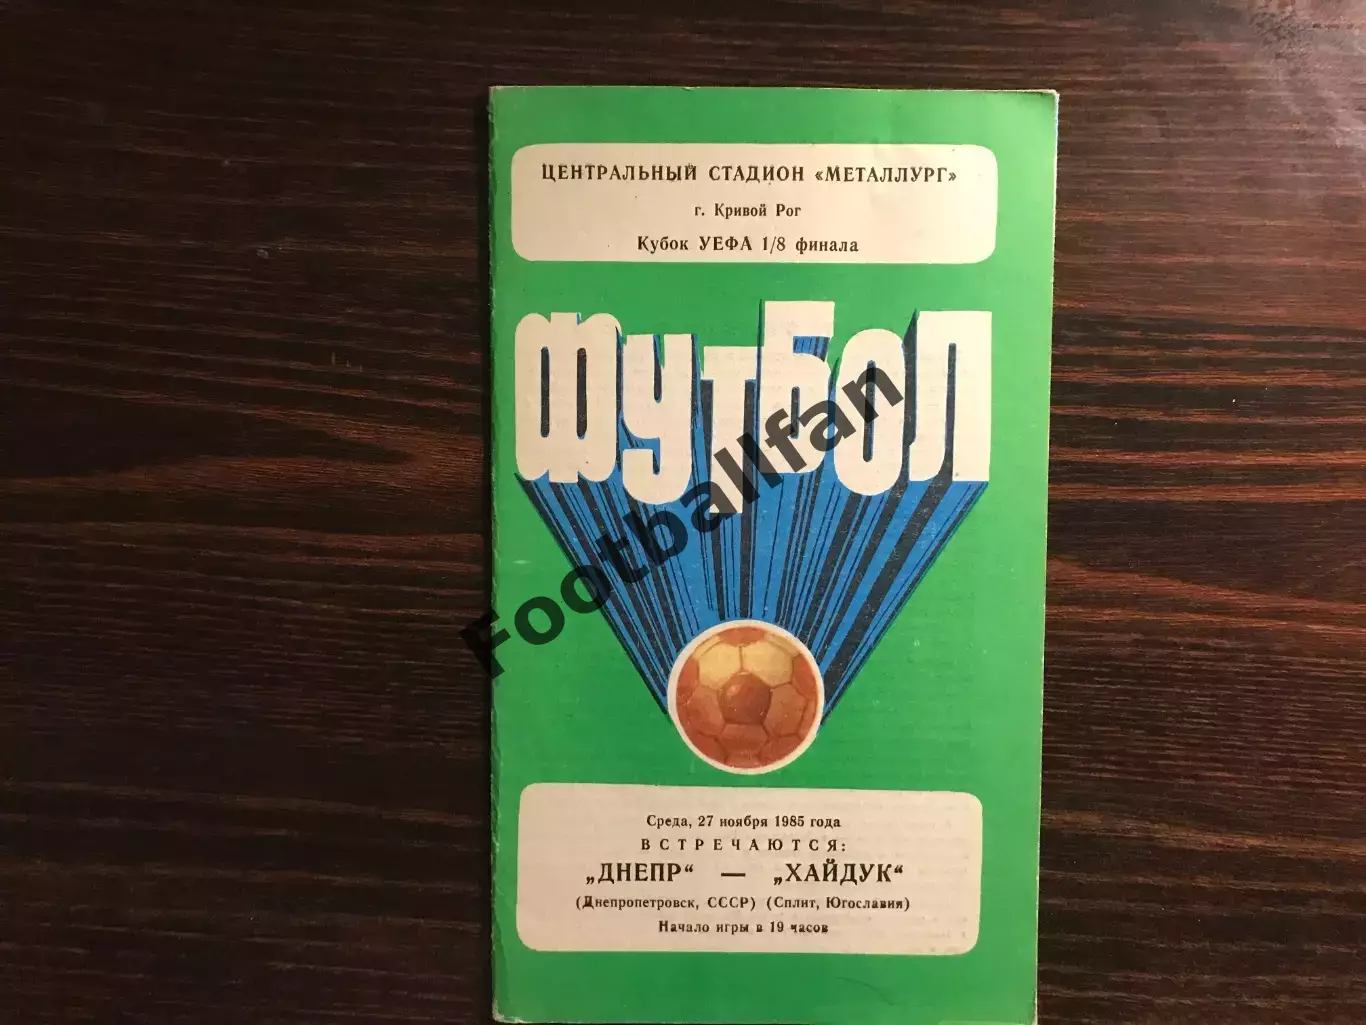 ЦЕНТРАЛЬНЫЙ СТАДИОН «МЕТАЛЛУРГ»
г. Кривой Рог
Кубок УЕФА 1/8 финала
ФУТБОЛ
Footballfan
Среда, 27 ноября 1985 года
ВСТРЕЧАЮТСЯ:
„ДНЕПР“ — „ХАЙДУК“
(Днепропетровск, СССР) (Сплит, Югославия)
Начало игры в 19 часов